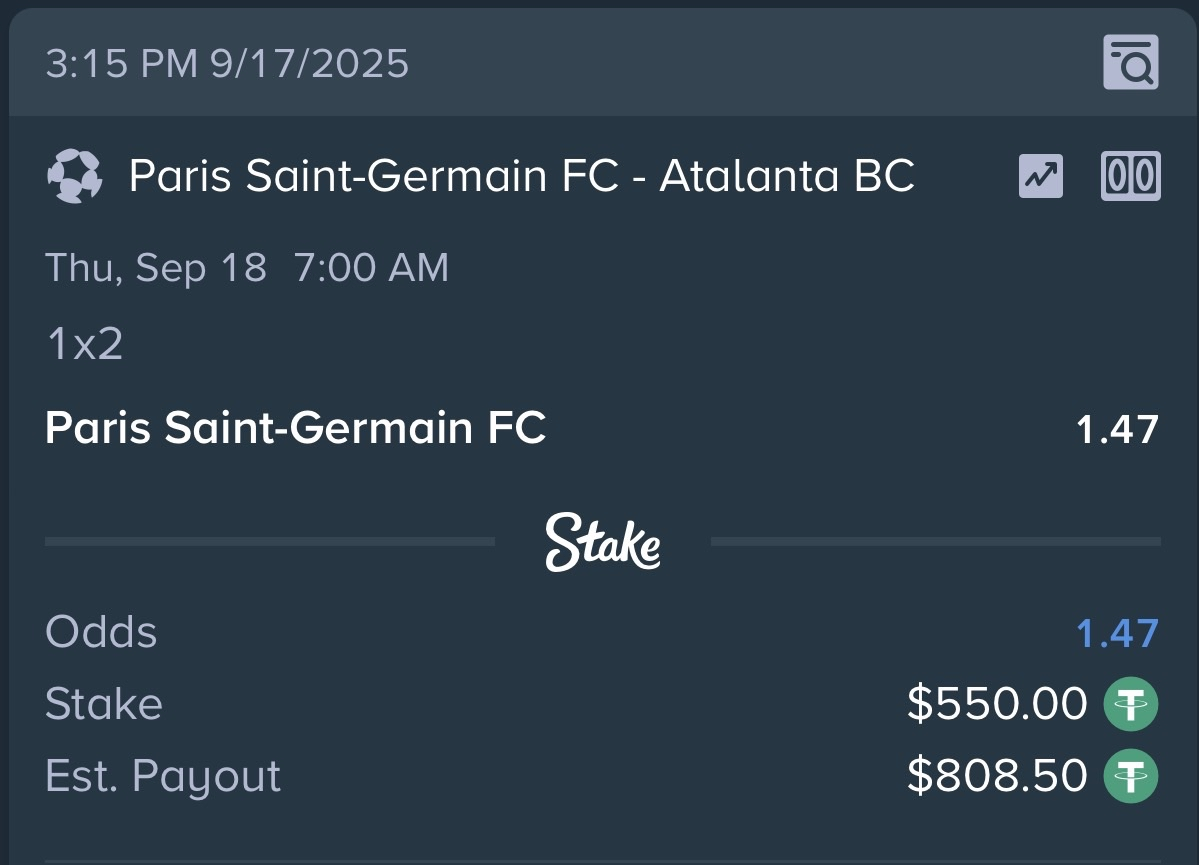 3:15 PM 9/17/2025
Paris Saint-Germain FC - Atalanta BC
Thu, Sep 18 7:00 AM
1x2
Paris Saint-Germain FC 1.47
Stake
Odds 1.47
Stake $550.00
Est. Payout $808.50